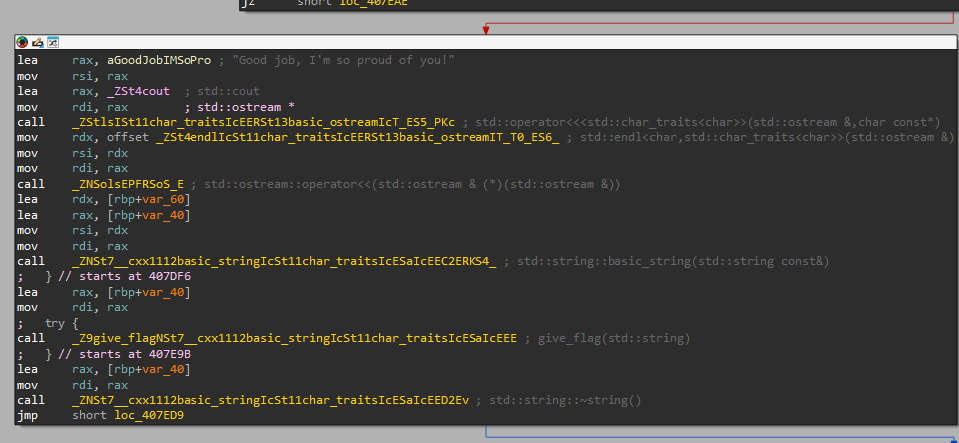 jz short loc_407EAE
lea rax, aGoodJobIMSoPro ; "Good job, I'm so proud of you!"
mov rsi, rax
lea rax, _ZSt4cout ; std::cout
mov rdi, rax ; std::ostream *
call _ZStlsISt11char_traitsIcEERSt13basic_ostreamIcT_ES5_PKc ; std::operator<<<std::char_traits<char>>(std::ostream &,char const*)
mov rdx, offset _ZSt4endlIcSt11char_traitsIcEERSt13basic_ostreamIT_T0_ES6_ ; std::endl<char,std::char_traits<char>>(std::ostream &)
mov rsi, rdx
mov rdi, rax
call _ZNSolsEPFRSoS_E ; std::ostream::operator<<(std::ostream & (*)(std::ostream &))
lea rdx, [rbp+var_60]
lea rax, [rbp+var_40]
mov rsi, rdx
mov rdi, rax
call _ZNSt7__cxx1112basic_stringIcSt11char_traitsIcESaIcEEC2ERKS4_ ; std::string::basic_string(std::string const&)
; } // starts at 407DF6
lea rax, [rbp+var_40]
mov rdi, rax
; try {
call _Z9give_flagNSt7__cxx1112basic_stringIcSt11char_traitsIcESaIcEEE ; give_flag(std::string)
; } // starts at 407E9B
lea rax, [rbp+var_40]
mov rdi, rax
call _ZNSt7__cxx1112basic_stringIcSt11char_traitsIcESaIcEED2Ev ; std::string::~string()
jmp short loc_407ED9